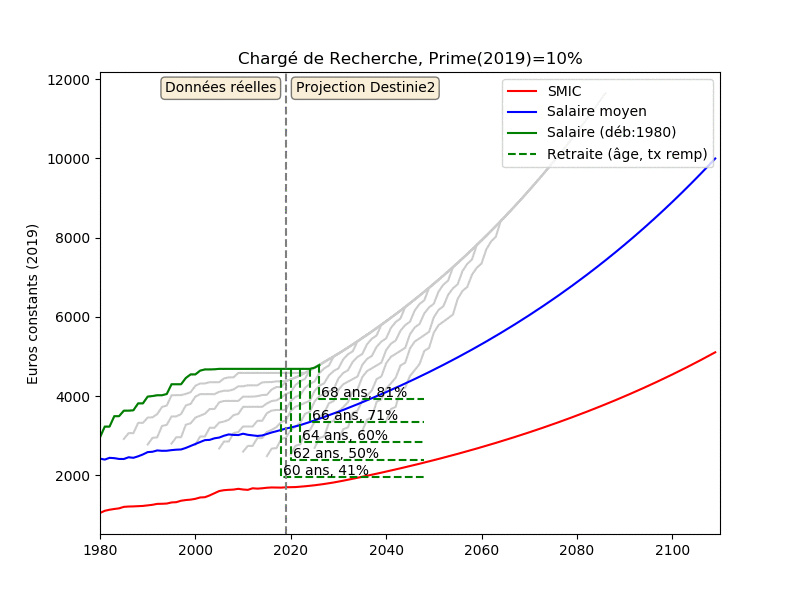 Chargé de Recherche, Prime(2019)=10%
Données réelles
Projection Destinie2
SMIC
Salaire moyen
Salaire (déb:1980)
Retraite (âge, tx remp)
12000
10000
8000
6000
4000
2000
Euros constants (2019)
68 ans, 81%
66 ans, 71%
64 ans, 60%
62 ans, 50%
60 ans, 41%
1980
2000
2020
2040
2060
2080
2100